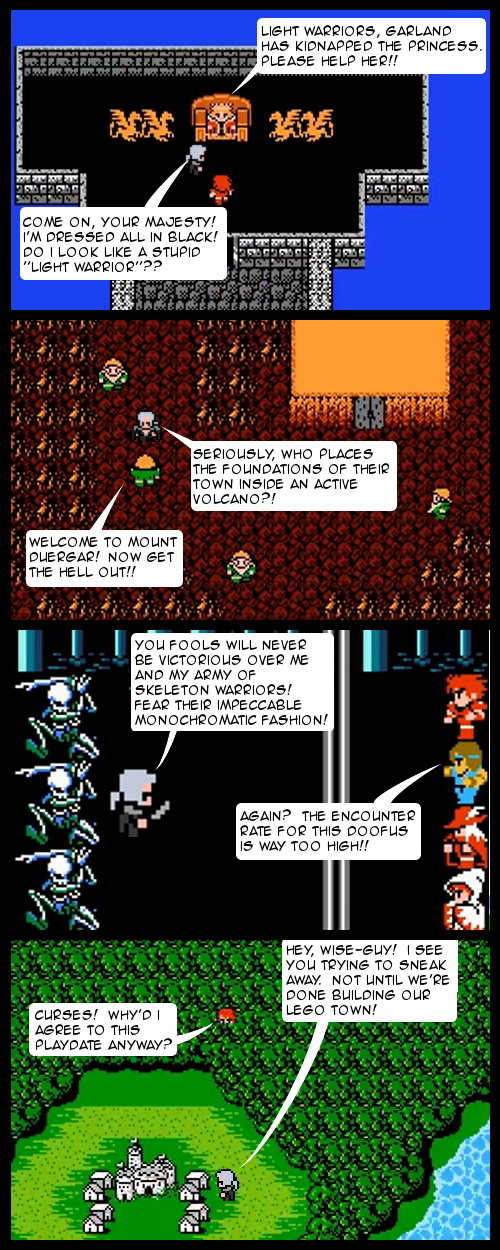 LIGHT WARRIORS, GARLAND
HAS KIDNAPPED THE PRINCESS.
PLEASE HELP HER!!
COME ON, YOUR MAJESTY!
I'M DRESSED ALL IN BLACK!
DO I LOOK LIKE A STUPID
"LIGHT WARRIOR"??
SERIOUSLY, WHO PLACES
THE FOUNDATIONS OF THEIR
TOWN INSIDE AN ACTIVE
VOLCANO?!
WELCOME TO MOUNT
DUERGAR! NOW GET
THE HELL OUT!!
YOU FOOLS WILL NEVER
BE VICTORIOUS OVER ME
AND MY ARMY OF
SKELETON WARRIORS!
FEAR THEIR IMPECCABLE
MONOCHROMATIC FASHION!
AGAIN? THE ENCOUNTER
RATE FOR THIS DOOFUS
IS WAY TOO HIGH!!
HEY, WISE-GUY! I SEE
YOU TRYING TO SNEAK
AWAY. NOT UNTIL WE'RE
DONE BUILDING OUR
LEGO TOWN!
CURSES! WHY'D I
AGREE TO THIS
PLAYDATE ANYWAY?